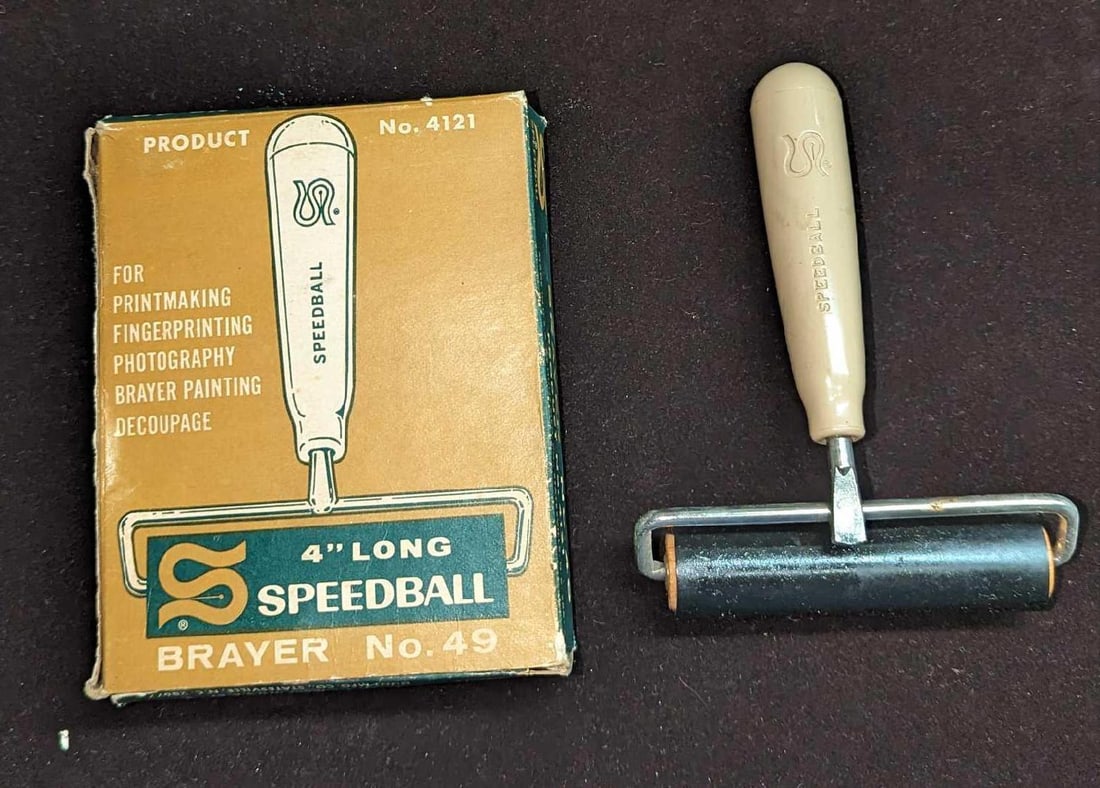 PRODUCT No. 4121
FOR
PRINTMAKING
FINGERPRINTING
PHOTOGRAPHY
BRAYER PAINTING
DECOUPAGE
SPEEDBALL
4" LONG
SPEEDBALL
®
BRAYER No. 49
SPEEDBALL